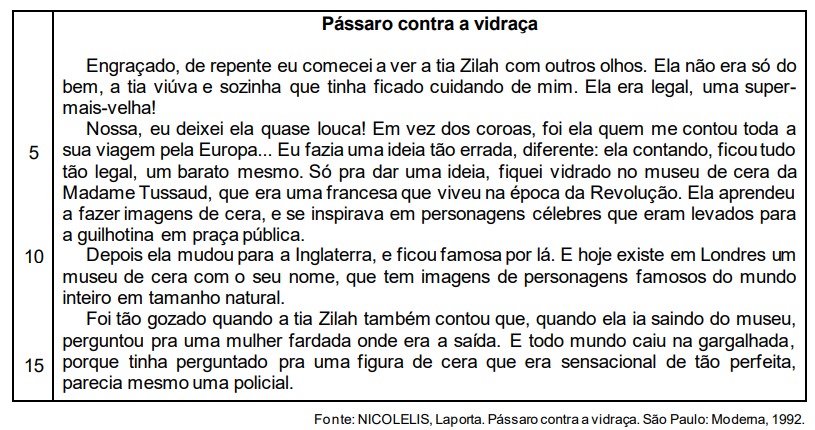 Pássaro contra a vidraça
Engraçado, de repente eu comecei a ver a tia Zilah com outros olhos. Ela não era só do
bem, a tia viúva e sozinha que tinha ficado cuidando de mim. Ela era legal, uma super-
mais-velha!
Nossa, eu deixei ela quase louca! Em vez dos coroas, foi ela quem me contou toda a
5 sua viagem pela Europa... Eu fazia uma ideia tão errada, diferente: ela contando, ficou tudo
tão legal, um barato mesmo. Só pra dar uma ideia, fiquei vidrado no museu de cera da
Madame Tussaud, que era uma francesa que viveu na época da Revolução. Ela aprendeu
a fazer imagens de cera, e se inspirava em personagens célebres que eram levados para
a guilhotina em praça pública.
10 Depois ela mudou para a Inglaterra, e ficou famosa por lá. E hoje existe em Londres um
museu de cera com o seu nome, que tem imagens de personagens famosos do mundo
inteiro em tamanho natural.
Foi tão gozado quando a tia Zilah também contou que, quando ela ia saindo do museu,
perguntou pra uma mulher fardada onde era a saída. E todo mundo caiu na gargalhada,
15 porque tinha perguntado pra uma figura de cera que era sensacional de tão perfeita,
parecia mesmo uma policial.
Fonte: NICOLELIS, Laporta. Pássaro contra a vidraça. São Paulo: Moderna, 1992.